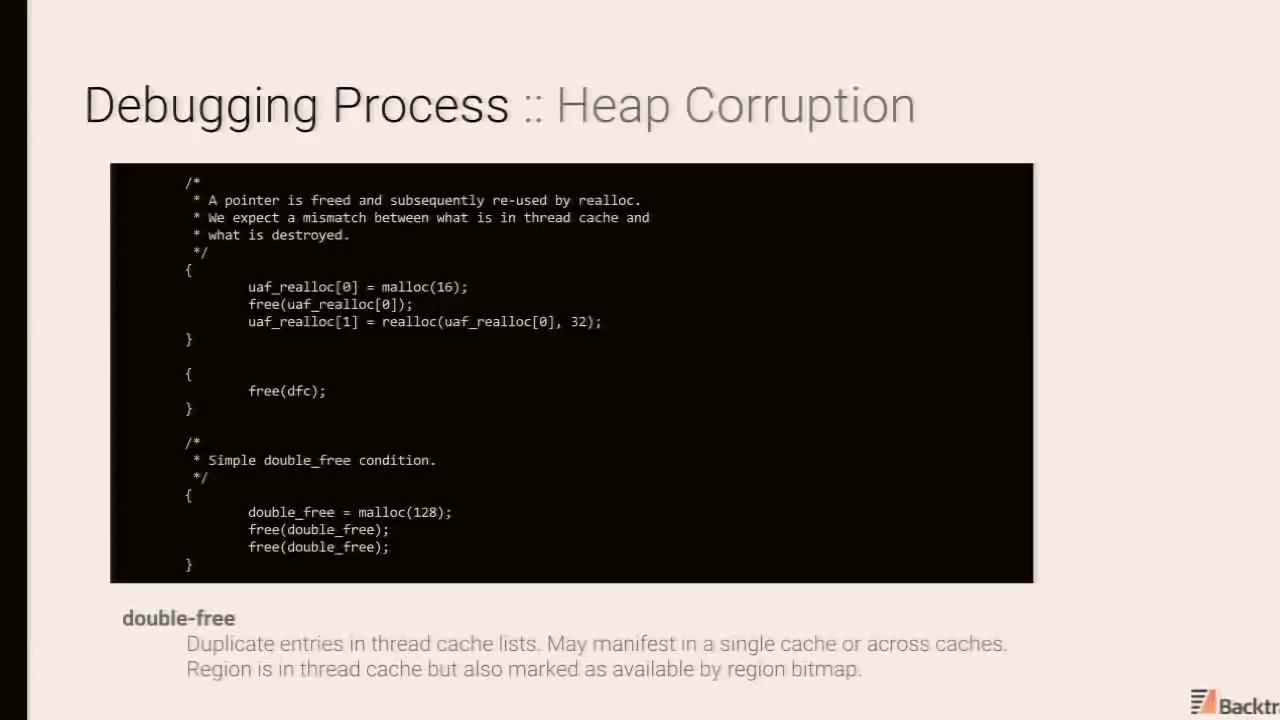 Debugging Process :: Heap Corruption
/*
* A pointer is freed and subsequently re-used by realloc.
* We expect a mismatch between what is in thread cache and
* what is destroyed.
*/
{
uaf_realloc[0] = malloc(16);
free(uaf_realloc[0]);
uaf_realloc[1] = realloc(uaf_realloc[0], 32);
}
{
free(dfc);
}
/*
* Simple double_free condition.
*/
{
double_free = malloc(128);
free(double_free);
free(double_free);
}
double-free
Duplicate entries in thread cache lists. May manifest in a single cache or across caches.
Region is in thread cache but also marked as available by region bitmap.
Backtra